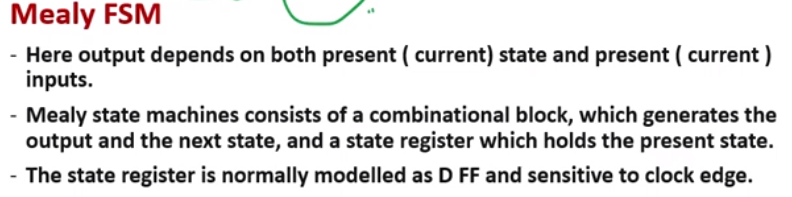 Mealy FSM
- Here output depends on both present ( current) state and present ( current )
inputs.
- Mealy state machines consists of a combinational block, which generates the
output and the next state, and a state register which holds the present state.
- The state register is normally modelled as D FF and sensitive to clock edge.